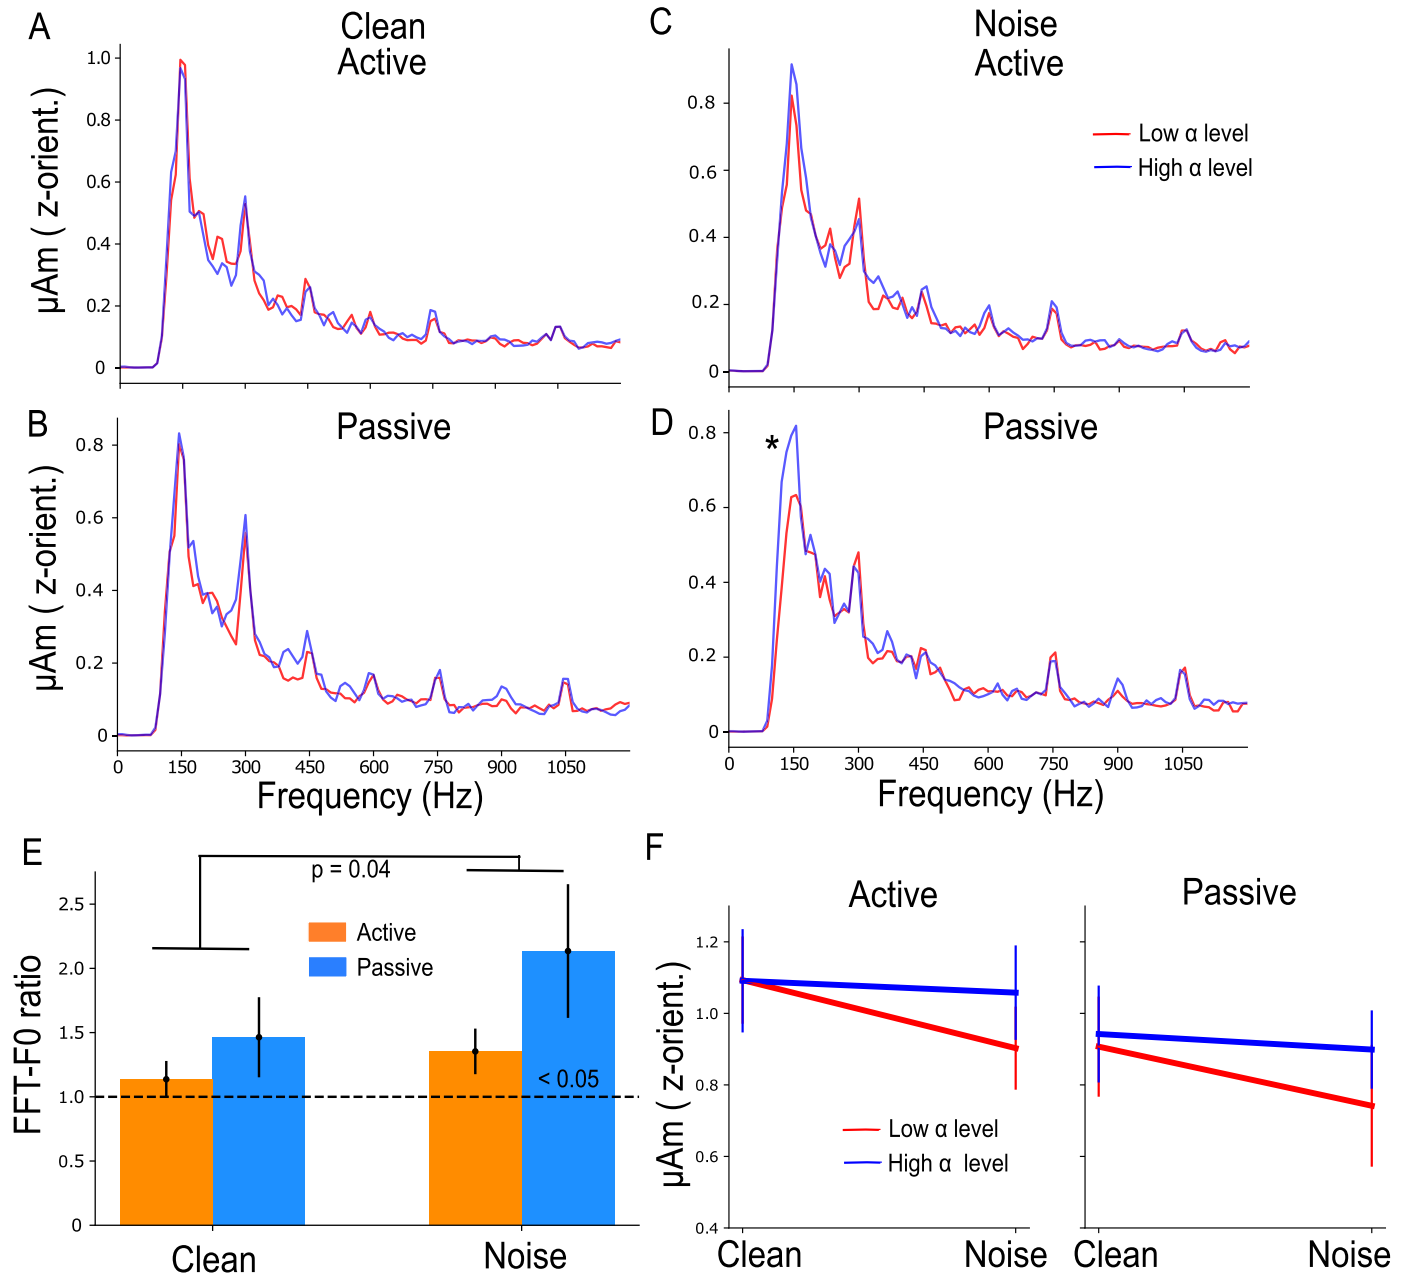 A
Clean
Active
μAm ( z-orient.)
1.0
0.8
0.6
0.4
0.2
0
C
Noise
Active
0.8
0.6
0.4
0.2
0
Low α level
High α level
B
Passive
μAm ( z-orient.)
0.8
0.6
0.4
0.2
0
0 150 300 450 600 750 900 1050
Frequency (Hz)
D
Passive
*
0.8
0.6
0.4
0.2
0
0 150 300 450 600 750 900 1050
Frequency (Hz)
E
p = 0.04
FFT-F0 ratio
2.5
2.0
1.5
1.0
0.5
0
Active
Passive
< 0.05
Clean Noise
F
Active Passive
μAm ( z-orient.)
1.2
1.0
0.8
0.6
0.4
Low α level
High α level
Clean Noise Clean Noise